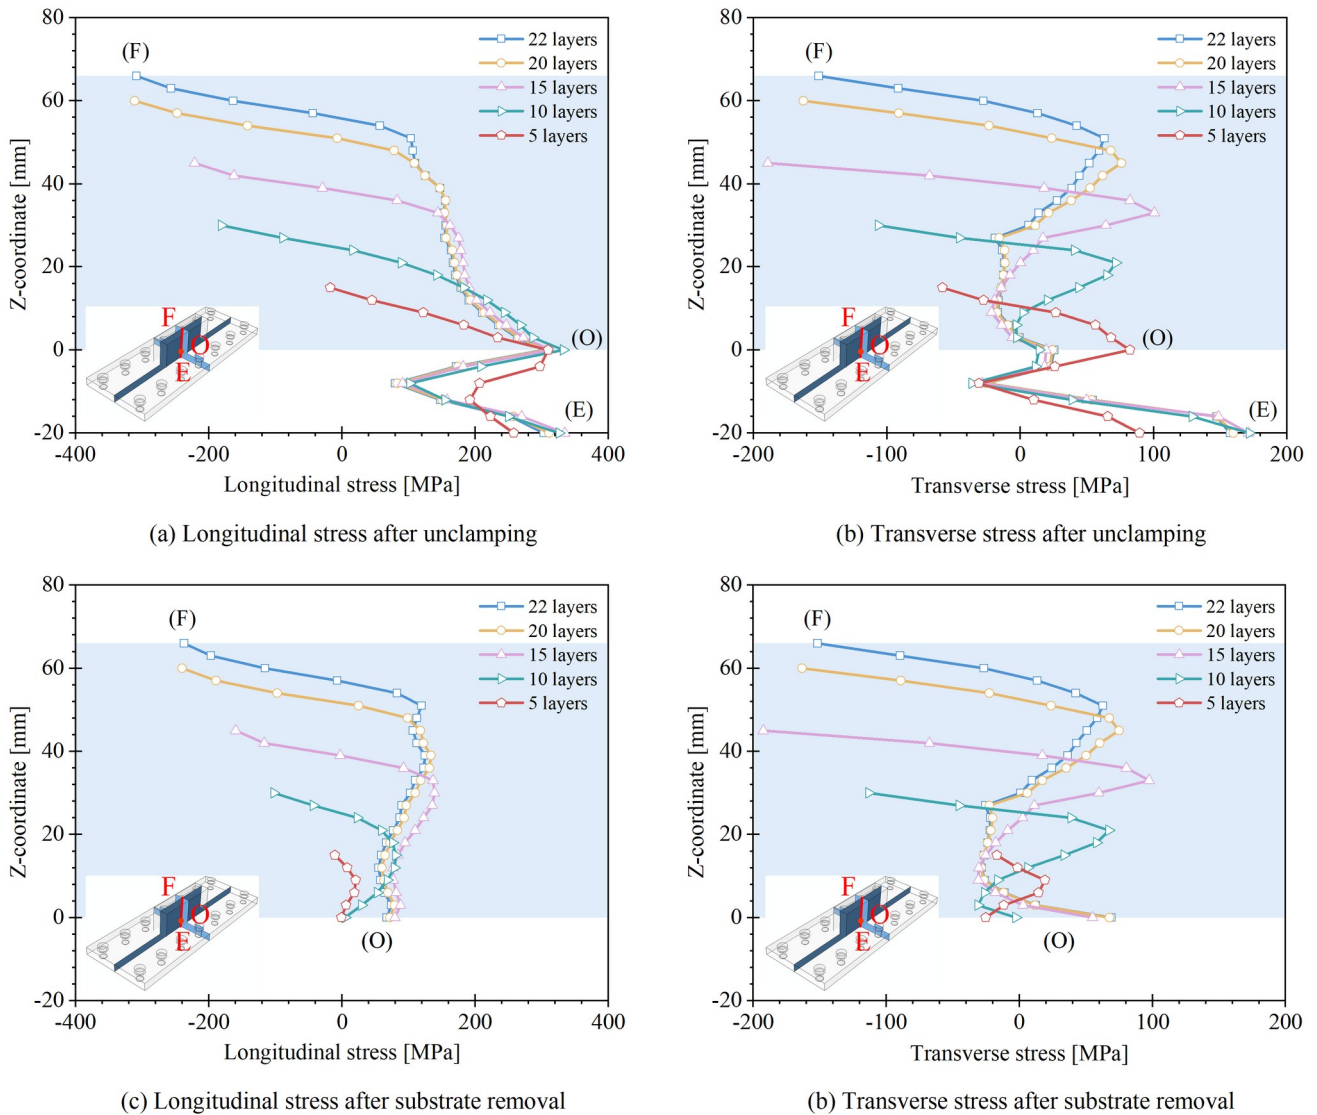 80
60
40
20
0
-20
Z-coordinate [mm]
(F)
22 layers
20 layers
15 layers
10 layers
5 layers
F
O
E
(O)
(E)
-400 -200 0 200 400
Longitudinal stress [MPa]
(a) Longitudinal stress after unclamping
80
60
40
20
0
-20
Z-coordinate [mm]
(F)
22 layers
20 layers
15 layers
10 layers
5 layers
F
O
E
(O)
(E)
-200 -100 0 100 200
Transverse stress [MPa]
(b) Transverse stress after unclamping
80
60
40
20
0
-20
Z-coordinate [mm]
(F)
22 layers
20 layers
15 layers
10 layers
5 layers
F
O
E
(O)
-400 -200 0 200 400
Longitudinal stress [MPa]
(c) Longitudinal stress after substrate removal
80
60
40
20
0
-20
Z-coordinate [mm]
(F)
22 layers
20 layers
15 layers
10 layers
5 layers
F
O
E
(O)
-200 -100 0 100 200
Transverse stress [MPa]
(b) Transverse stress after substrate removal